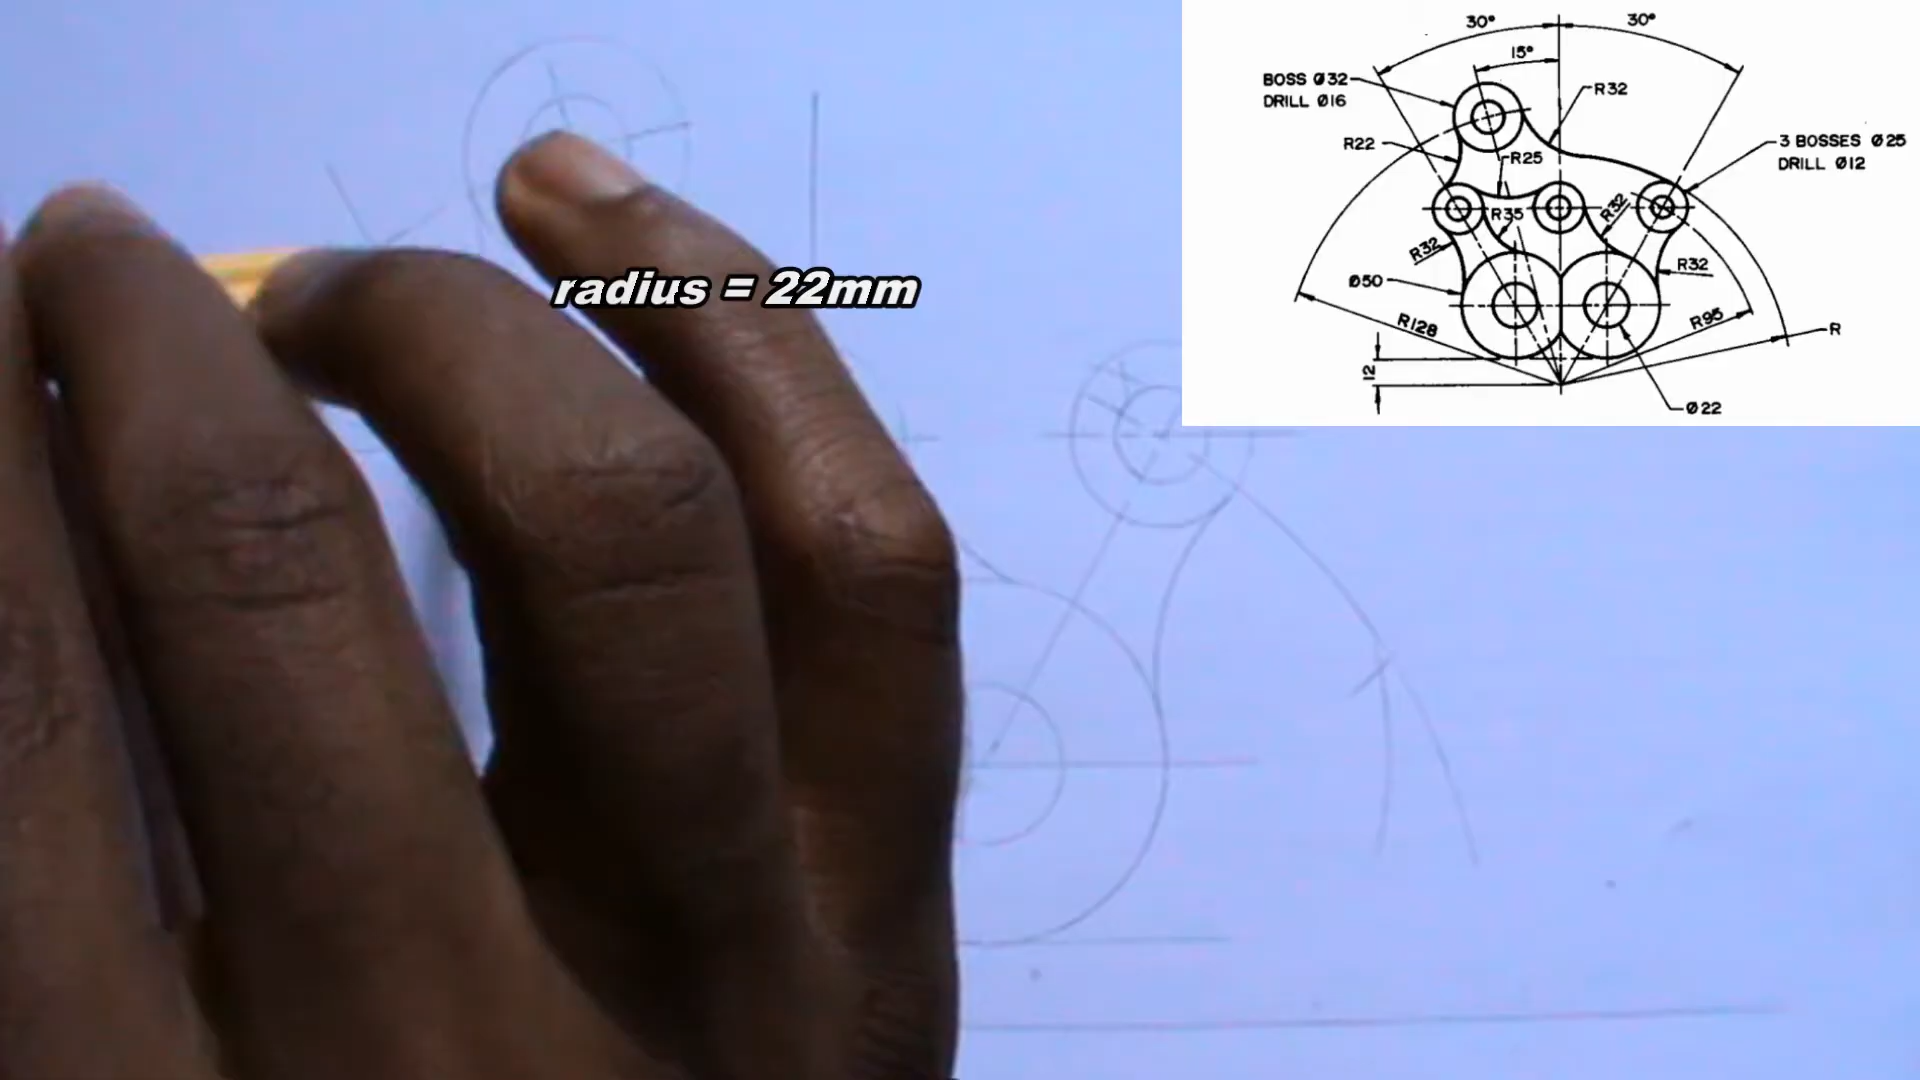 30°
30°
15°
BOSS Ø32
DRILL Ø16
R32
R22
R25
3 BOSSES Ø25
DRILL Ø12
R35
R32
R32
R32
Ø50
R128
R95
R
12
Ø22
radius = 22mm